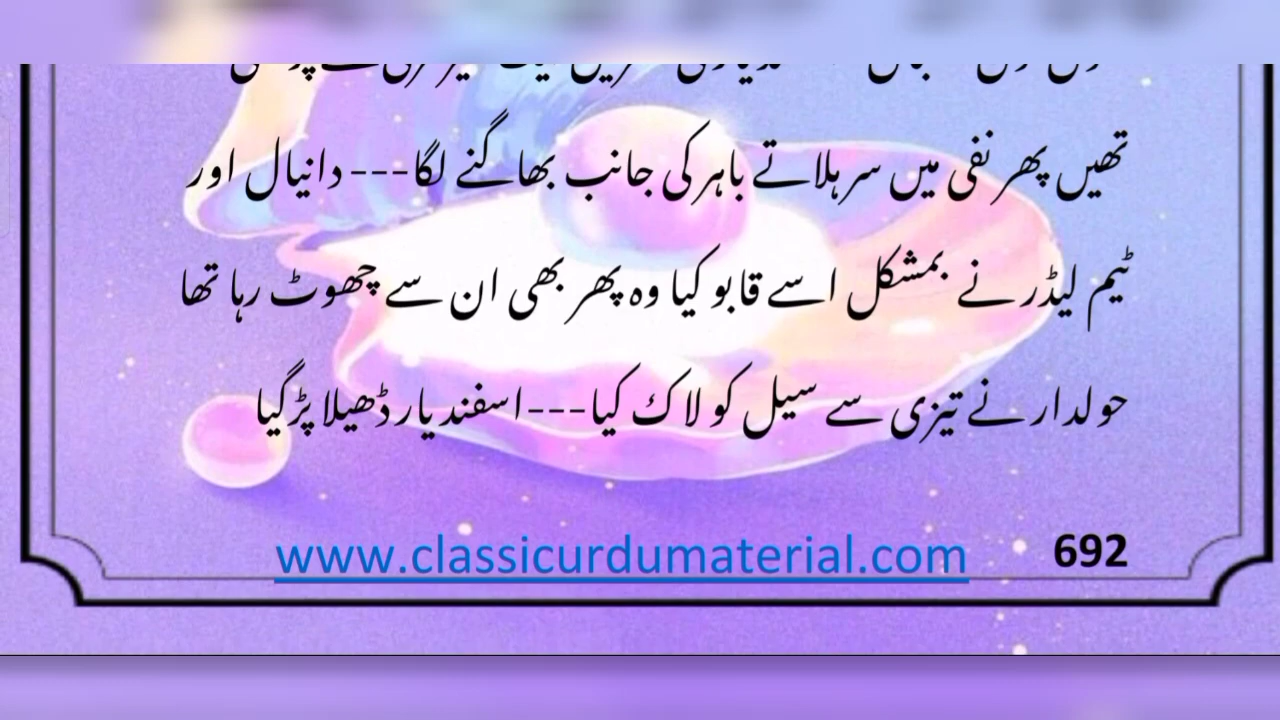 تھیں پھر نفی میں سر ہلاتے باہر کی جانب بھاگنے لگا--- دانیال اور
ٹیم لیڈر نے بمشکل اسے قابو کیا وہ پھر بھی ان سے چھوٹ رہا تھا
حولدار نے تیزی سے سیل کو لاک کیا---اسفندیار ڈھیلا پڑ گیا
www.classicurdumaterial.com 692